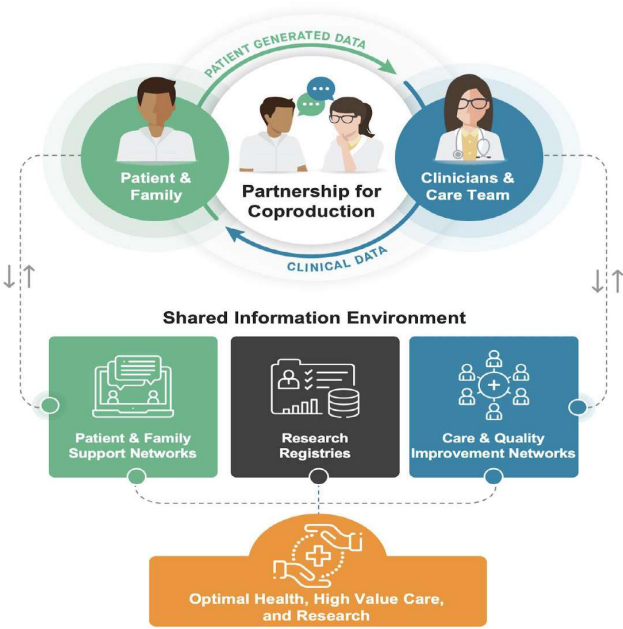 PATIENT GENERATED DATA
Patient &
Family
Partnership for
Coproduction
Clinicians &
Care Team
CLINICAL DATA
Shared Information Environment
Patient & Family
Support Networks
Research
Registries
Care & Quality
Improvement Networks
Optimal Health, High Value Care,
and Research